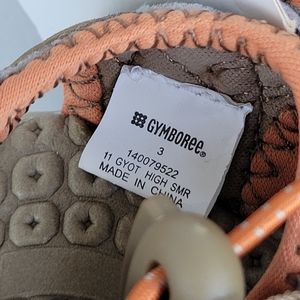 GYMBOREE®
3
140079522
11 GYOT HIGH SMR
MADE IN CHINA